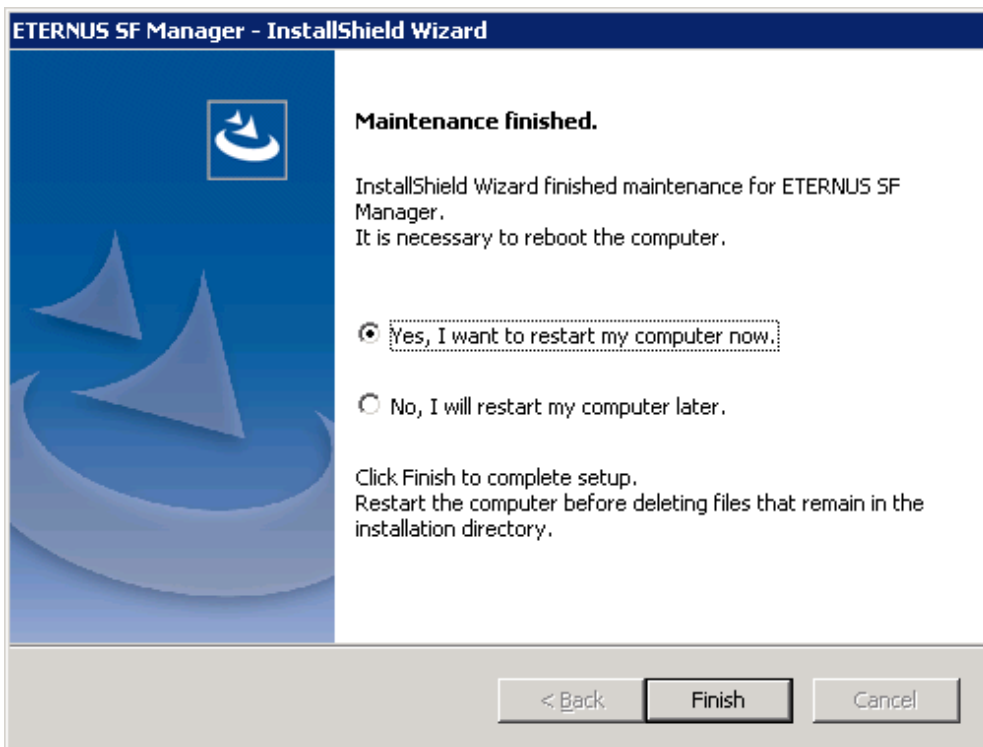 ETERNUS SF Manager - InstallShield Wizard
Maintenance finished.
InstallShield Wizard finished maintenance for ETERNUS SF
Manager.
It is necessary to reboot the computer.
Yes, I want to restart my computer now.
No, I will restart my computer later.
Click Finish to complete setup.
Restart the computer before deleting files that remain in the
installation directory.
< Back Finish Cancel